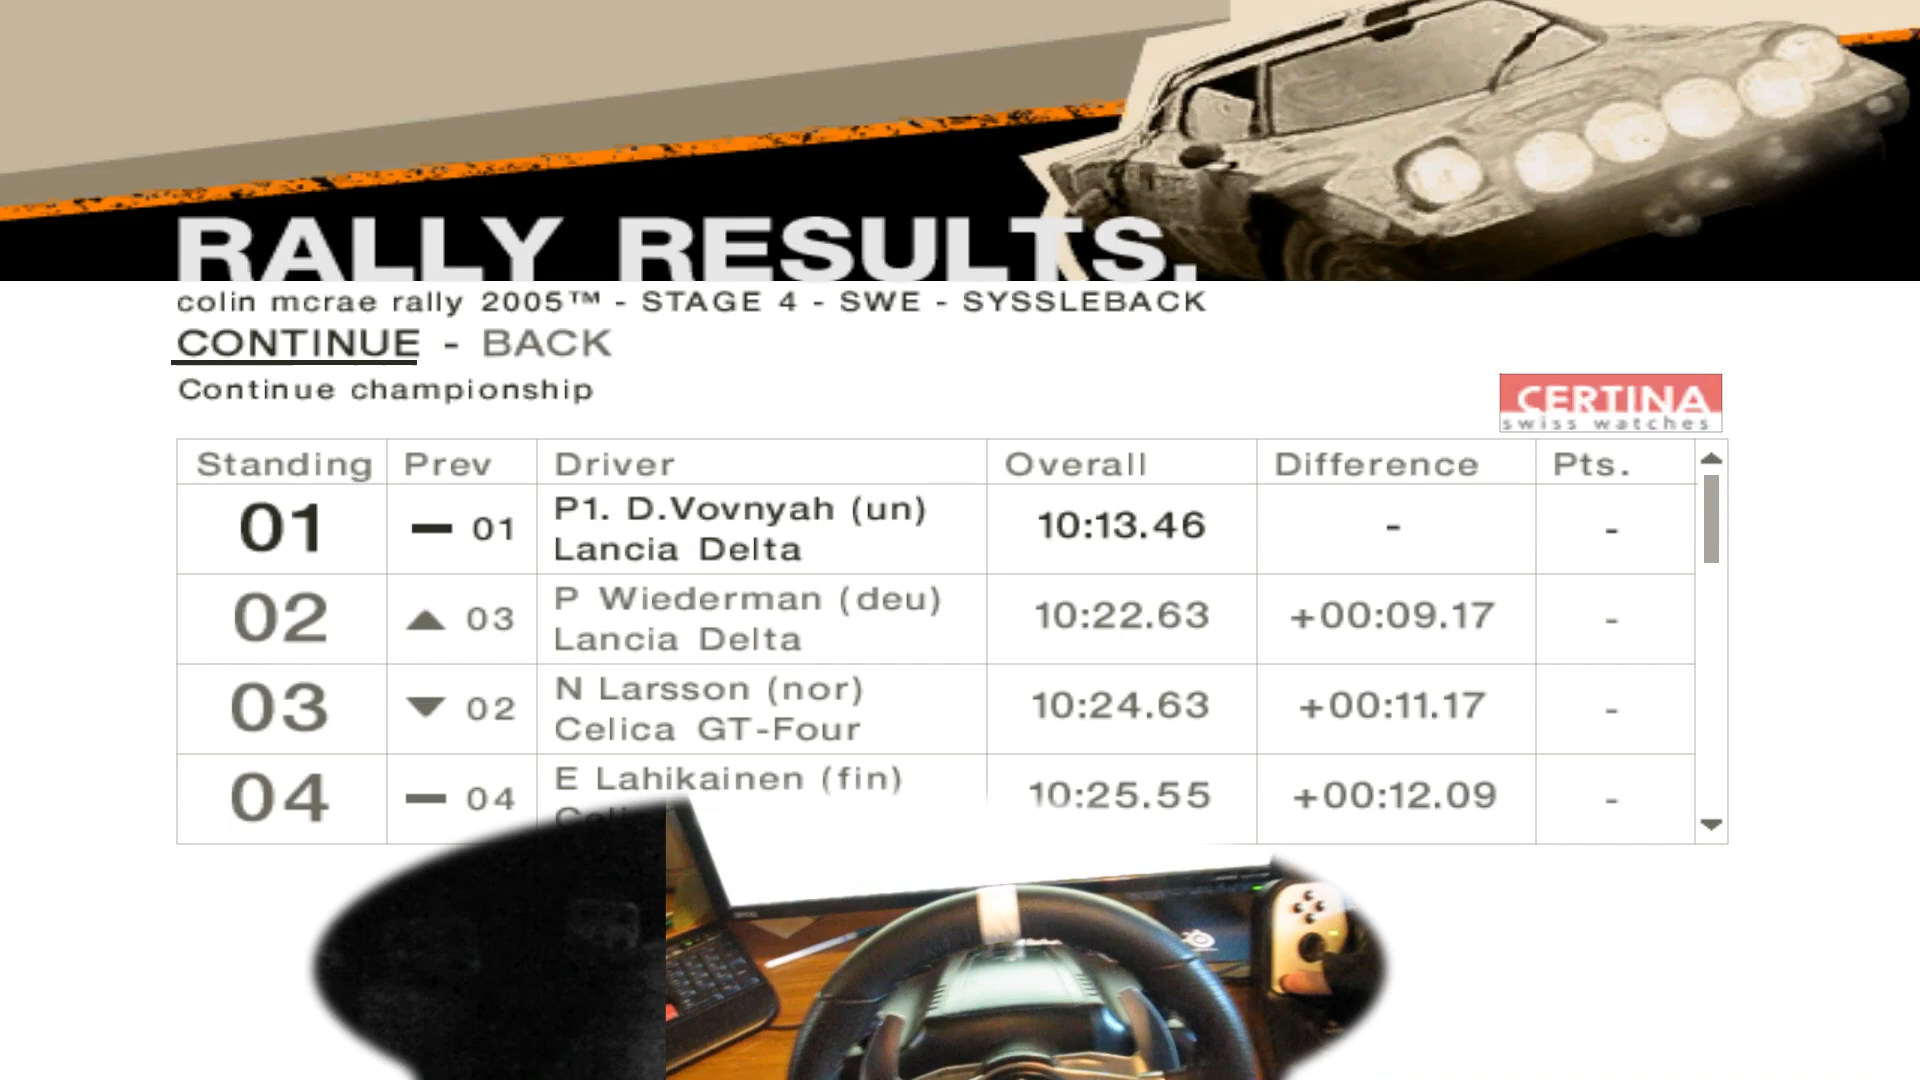 RALLY RESULTS.
colin mcrae rally 2005™ - STAGE 4 - SWE - SYSSLEBACK
CONTINUE - BACK
Continue championship
CERTINA
swiss watches
Standing Prev Driver Overall Difference Pts.
01 01 P1. D.Vovnyah (un) 10:13.46 - -
Lancia Delta
02 03 P Wiederman (deu) 10:22.63 +00:09.17 -
Lancia Delta
03 02 N Larsson (nor) 10:24.63 +00:11.17 -
Celica GT-Four
04 04 E Lahikainen (fin) 10:25.55 +00:12.09 -